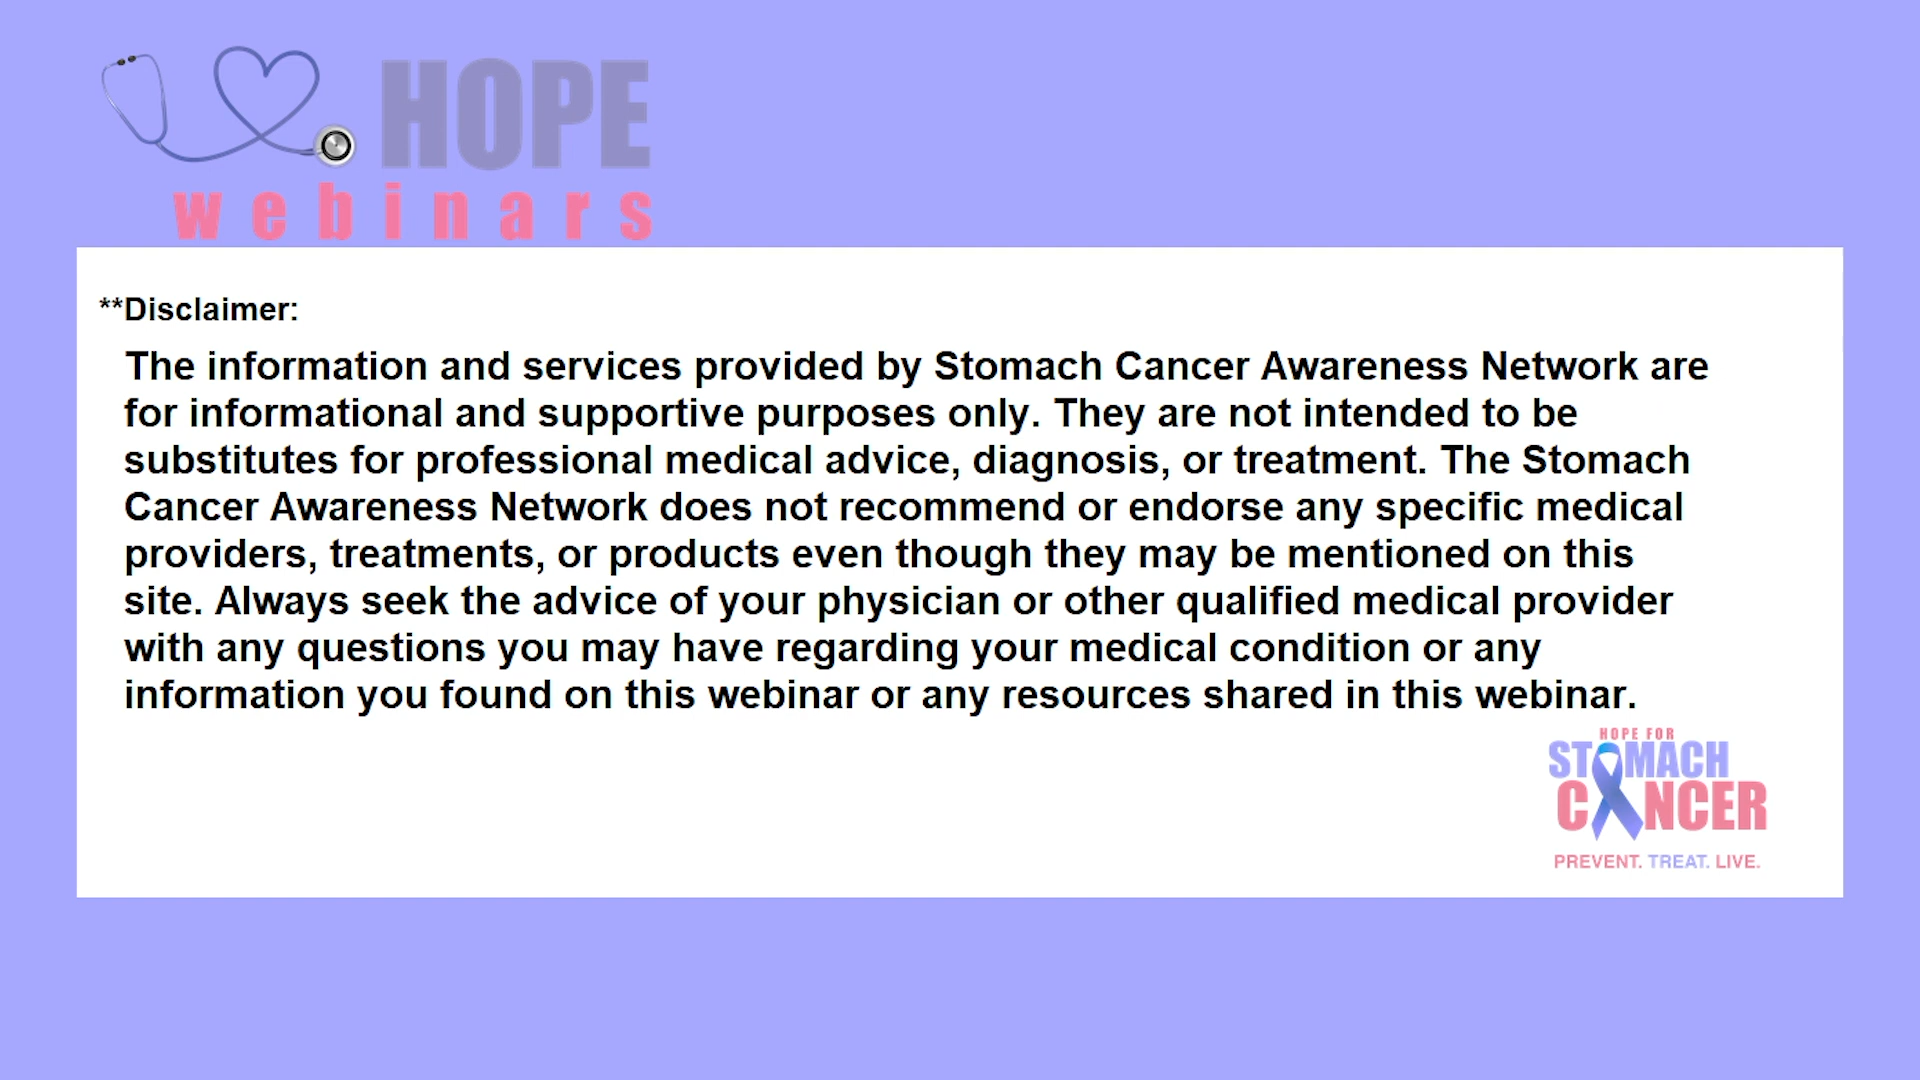 HOPE
webinars
**Disclaimer:
The information and services provided by Stomach Cancer Awareness Network are
for informational and supportive purposes only. They are not intended to be
substitutes for professional medical advice, diagnosis, or treatment. The Stomach
Cancer Awareness Network does not recommend or endorse any specific medical
providers, treatments, or products even though they may be mentioned on this
site. Always seek the advice of your physician or other qualified medical provider
with any questions you may have regarding your medical condition or any
information you found on this webinar or any resources shared in this webinar.
HOPE FOR
STOMACH
CANCER
PREVENT. TREAT. LIVE.